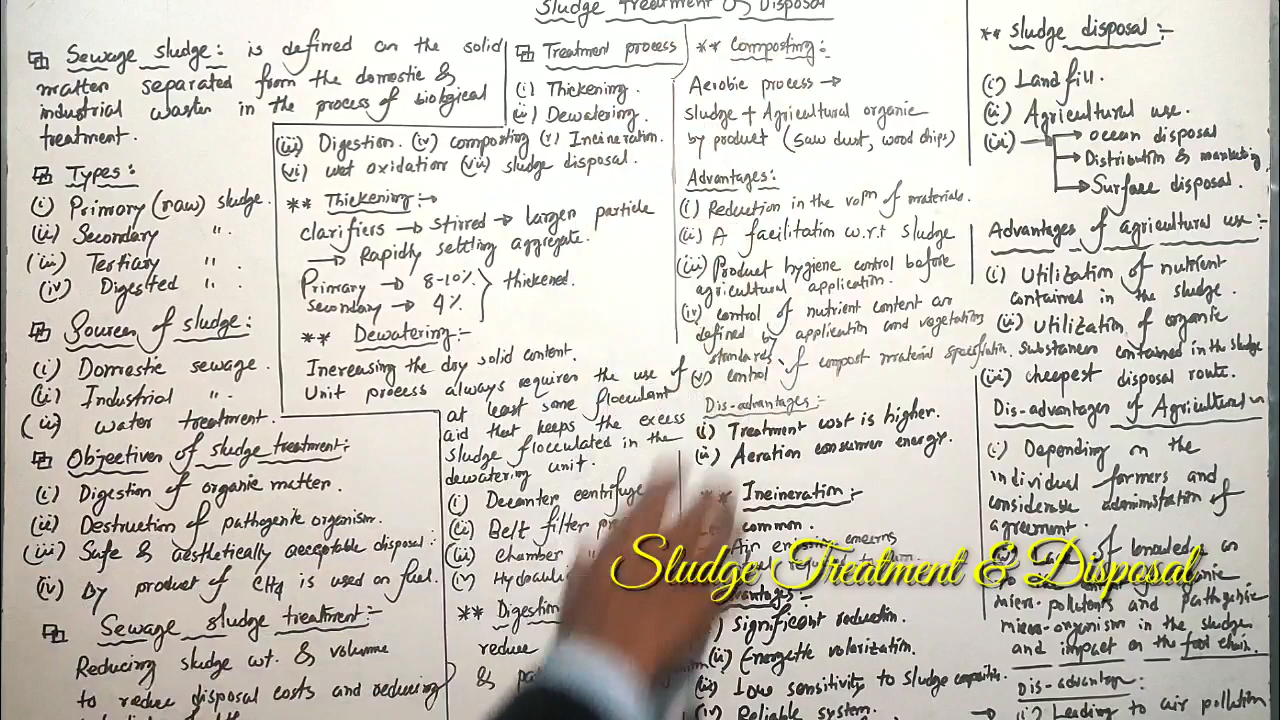 Sludge Treatment & Disposal
Sewage sludge: is defined as the solid
matter separated from the domestic &
industrial wastes in the process of biological
treatment.
Types:
(i) Primary (raw) sludge.
(ii) Secondary ".
(iii) Tertiary ".
(iv) Digested ".
Sources of sludge:
(i) Domestic sewage.
(ii) Industrial ".
(ii) water treatment.
Objectives of sludge treatment:
(i) Digestion of organic matter.
(ii) Destruction of pathogenic organism.
(iii) Safe & aesthetically acceptable disposal:
(iv) By product of CH4 is used as fuel.
Sewage sludge treatment:-
Reducing sludge wt. & volume
to reduce disposal costs and reducing
Treatment process
(i) Thickening.
(ii) Dewatering.
(iii) Digestion. (iv) composting (v) Incineration.
(vi) wet oxidation (vii) sludge disposal.
** Thickening:→
clarifiers → stirred → larger particle
→ Rapidly settling aggregate.
Primary → 8-10%
secondary → 4%
thickened.
** Dewatering:-
Increasing the dry solid content.
Unit process always requires the use of
at least some flocculant
aid that keeps the excess
sludge flocculated in the
dewatering unit.
(i) Decanter centrifuge
(ii) Belt filter
(iii) chamber "
(iv)
** Digestion
reduce
&
** composting:
Aerobic process →
sludge + Agricultural organic
by product (saw dust, wood chips)
Advantages:
(i) Reduction in the volm of materials.
(ii) A facilitation w.r.t sludge
(iii) Product hygiene control before
agricultural application.
(iv) control of nutrient content as
defined by application and vegetations
standards
(v) control of compost material specification.
Dis-advantages:-
(i) Treatment cost is higher.
(ii) Aeration consumes energy.
** Incineration:-
common.
Sludge Treatment & Disposal
(i) Significant reduction.
(ii) Energetic valorization.
(iii) Low sensitivity to sludge composition.
(iv) Reliable system.
** sludge disposal:-
(i) Landfill.
(ii) Agricultural use.
(iii) → ocean disposal
→ Distribution & marketing
→ Surface disposal.
Advantages of agricultural use:-
(i) Utilization of nutrient
contained in the sludge.
(ii) Utilization of organic
substances contained in the sludge
(iii) cheapest disposal route.
Dis-advantages of Agricultural
(i) Depending on the
individual formers and
considerable administration of
agreement.
of knowledge
micro-pollutants and pathogenic
micro-organism in the sludge
and impact on the food chain.
Dis-advantage:
→ (i) Leading to air pollution